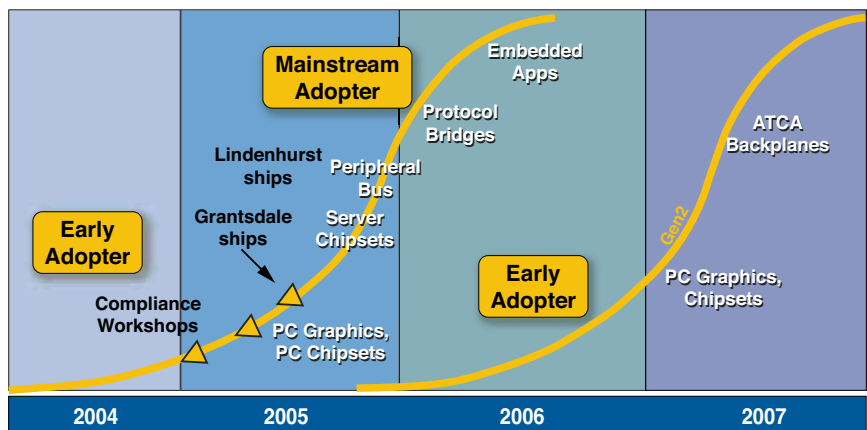 Embedded
Apps
Mainstream
Adopter
Protocol
Bridges
ATCA
Backplanes
Lindenhurst
ships
Peripheral
Bus
Grantsdale
ships
Server
Chipsets
Early
Adopter
Gen2
Early
Adopter
PC Graphics,
Chipsets
Compliance
Workshops
PC Graphics,
PC Chipsets
2004
2005
2006
2007